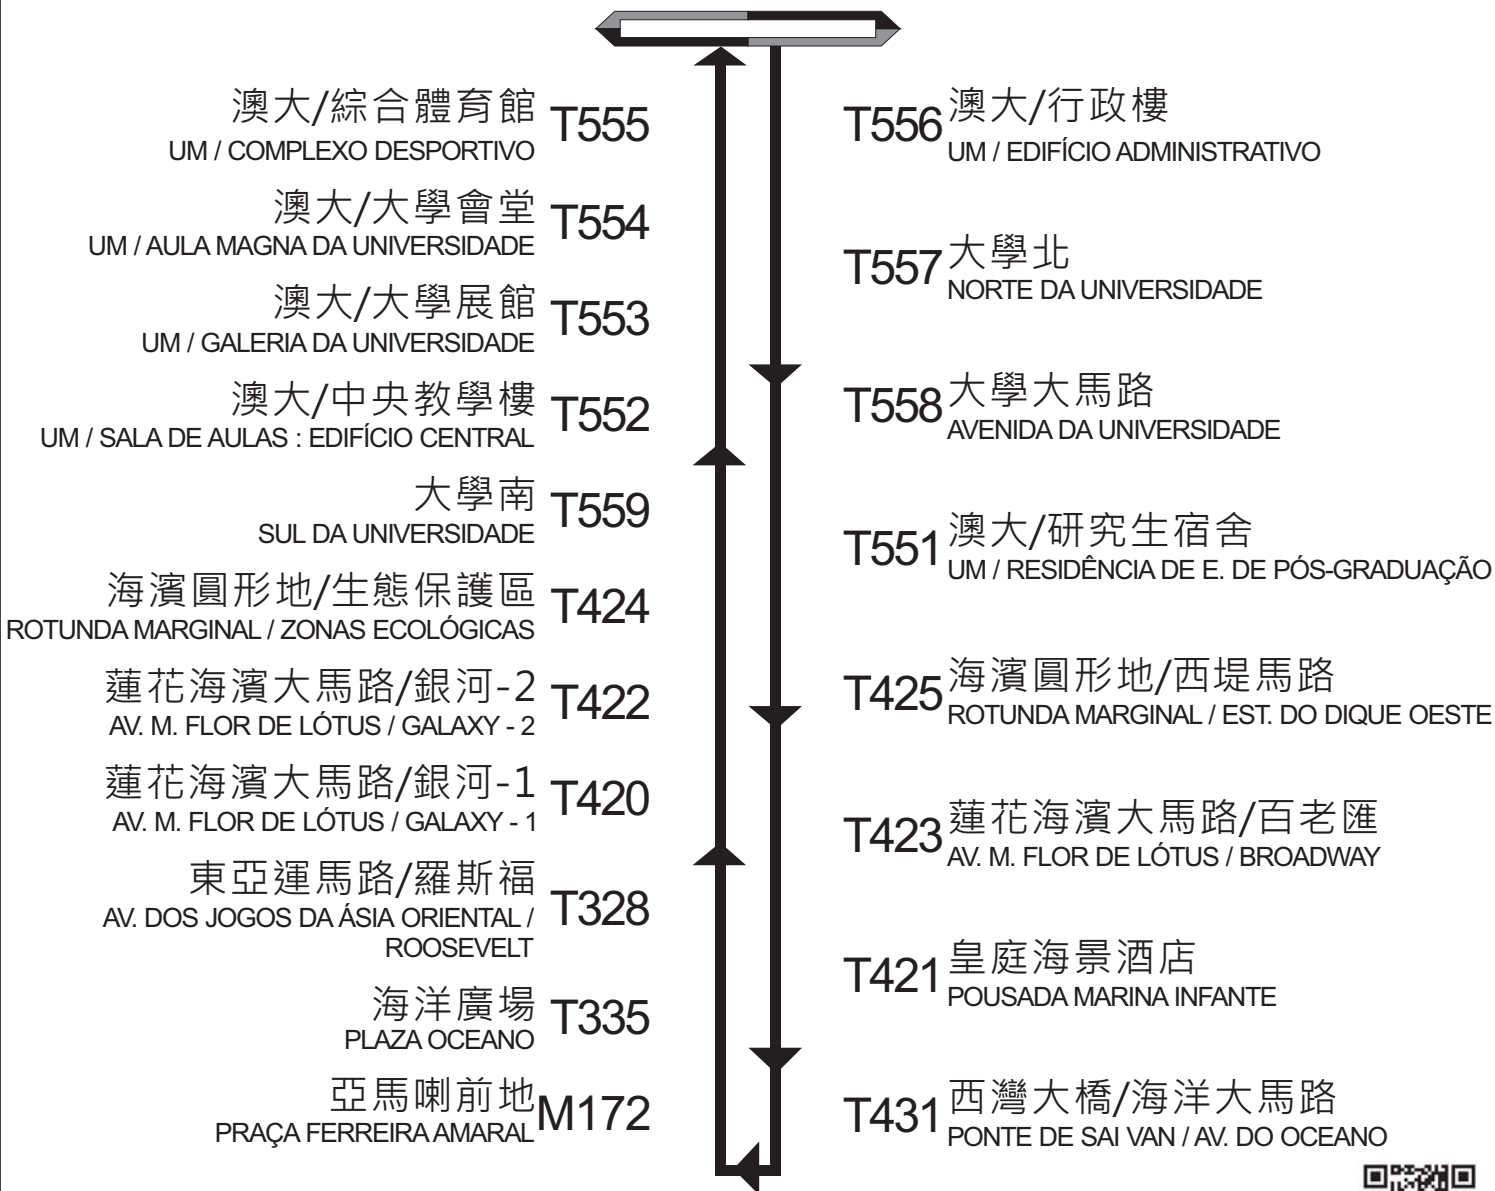 澳大/綜合體育館
UM / COMPLEXO DESPORTIVO
T555
澳大/大學會堂
UM / AULA MAGNA DA UNIVERSIDADE
T554
澳大/大學展館
UM / GALERIA DA UNIVERSIDADE
T553
澳大/中央教學樓
UM / SALA DE AULAS : EDIFÍCIO CENTRAL
T552
大學南
SUL DA UNIVERSIDADE
T559
海濱圓形地/生態保護區
ROTUNDA MARGINAL / ZONAS ECOLÓGICAS
T424
蓮花海濱大馬路/銀河-2
AV. M. FLOR DE LÓTUS / GALAXY - 2
T422
蓮花海濱大馬路/銀河-1
AV. M. FLOR DE LÓTUS / GALAXY - 1
T420
東亞運馬路/羅斯福
AV. DOS JOGOS DA ÁSIA ORIENTAL /
ROOSEVELT
T328
海洋廣場
PLAZA OCEANO
T335
亞馬喇前地
PRAÇA FERREIRA AMARAL
M172
T556
澳大/行政樓
UM / EDIFÍCIO ADMINISTRATIVO
T557
大學北
NORTE DA UNIVERSIDADE
T558
大學大馬路
AVENIDA DA UNIVERSIDADE
T551
澳大/研究生宿舍
UM / RESIDÊNCIA DE E. DE PÓS-GRADUAÇÃO
T425
海濱圓形地/西堤馬路
ROTUNDA MARGINAL / EST. DO DIQUE OESTE
T423
蓮花海濱大馬路/百老匯
AV. M. FLOR DE LÓTUS / BROADWAY
T421
皇庭海景酒店
POUSADA MARINA INFANTE
T431
西灣大橋/海洋大馬路
PONTE DE SAI VAN / AV. DO OCEANO